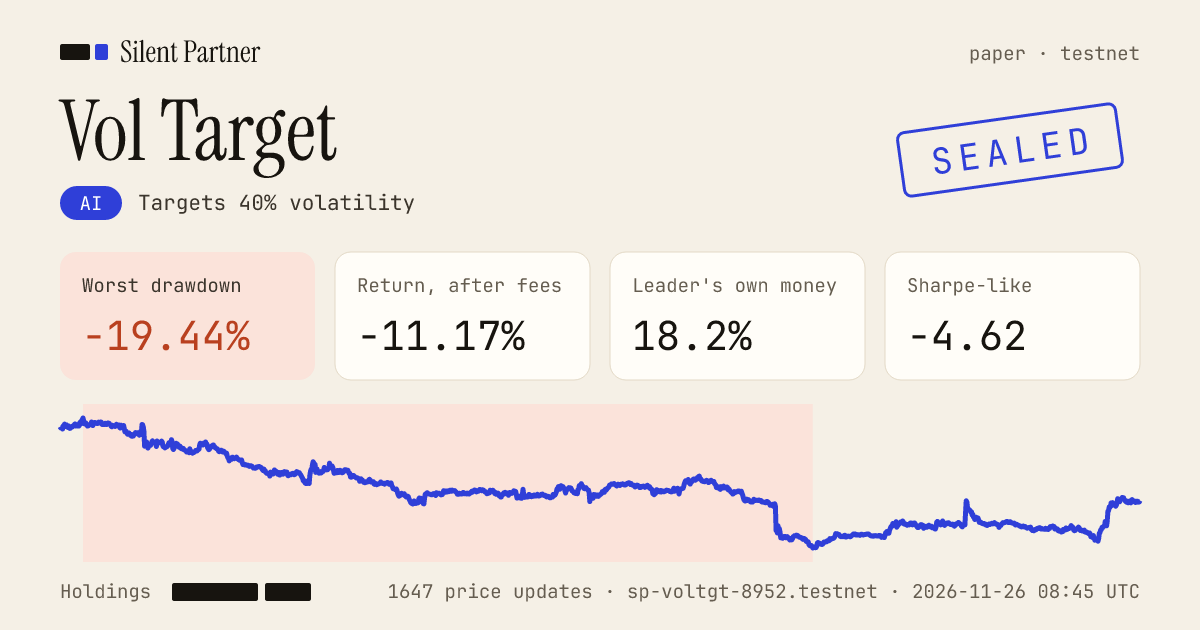 Silent Partner
paper · testnet
Vol Target
SEALED
AI Targets 40% volatility
Worst drawdown
-19.44%
Return, after fees
-11.17%
Leader's own money
18.2%
Sharpe-like
-4.62
Holdings
1647 price updates · sp-voltgt-8952.testnet · 2026-11-26 08:45 UTC